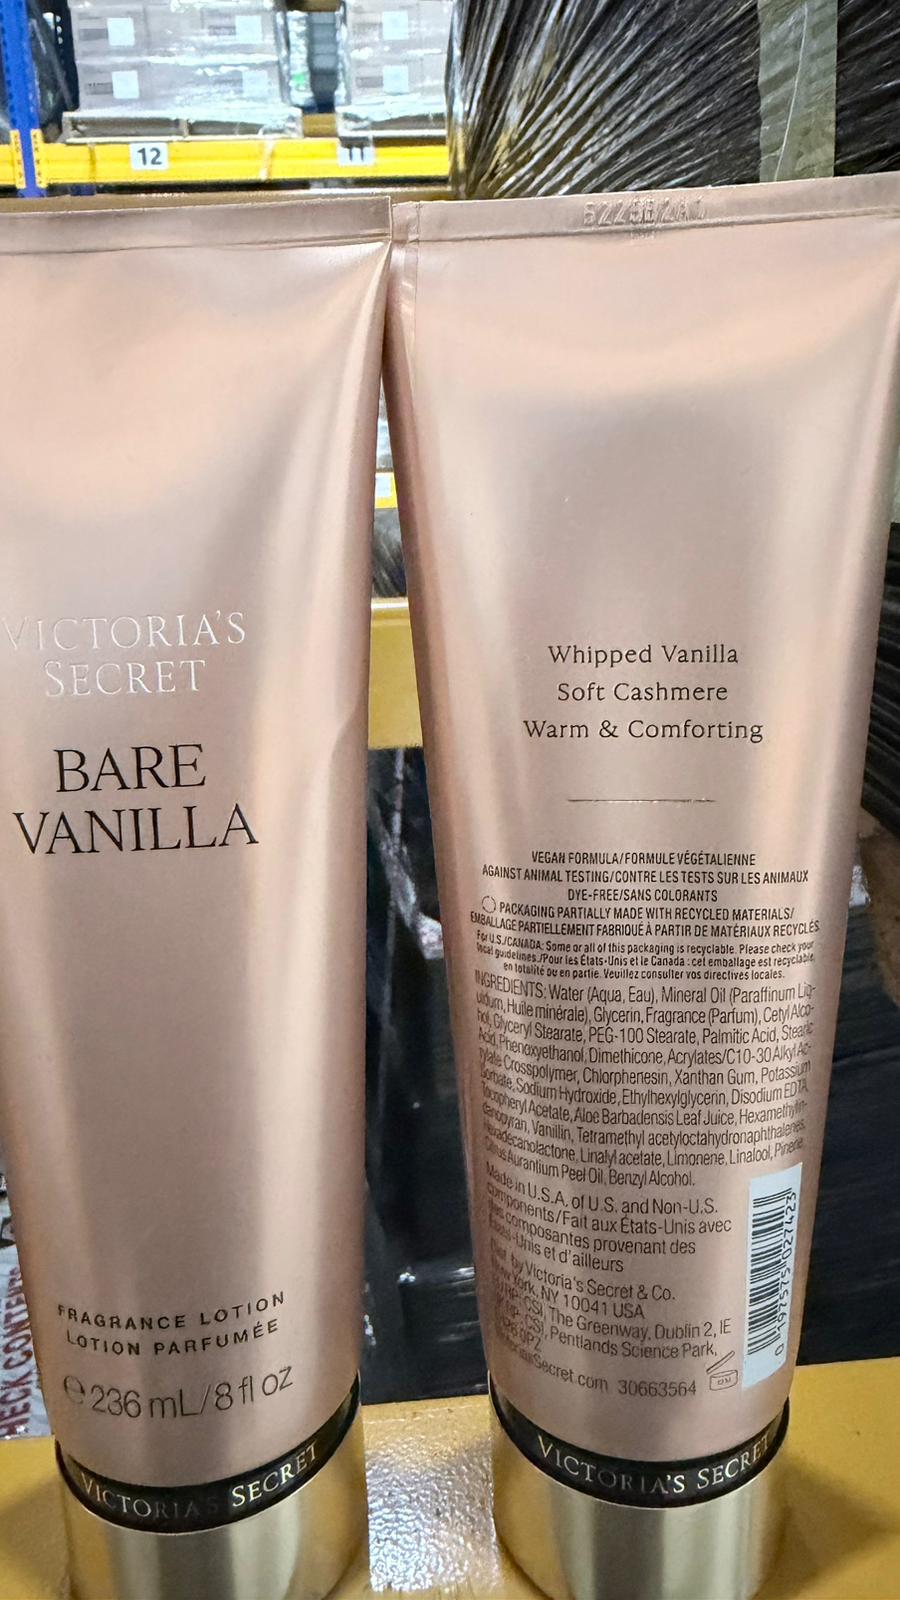 12
11
VICTORIA'S
SECRET
BARE
VANILLA
FRAGRANCE LOTION
LOTION PARFUMÉE
℮ 236 mL/8 fl oz
VICTORIA'S SECRET
Whipped Vanilla
Soft Cashmere
Warm & Comforting
VEGAN FORMULA/FORMULE VÉGÉTALIENNE
AGAINST ANIMAL TESTING/CONTRE LES TESTS SUR LES ANIMAUX
DYE-FREE/SANS COLORANTS
PACKAGING PARTIALLY MADE WITH RECYCLED MATERIALS/
EMBALLAGE PARTIELLEMENT FABRIQUÉ À PARTIR DE MATÉRIAUX RECYCLÉS
For U.S./CANADA: Some or all of this packaging is recyclable. Please check your
local guidelines./Pour les États-Unis et le Canada : cet emballage est recyclable,
en totalité ou en partie. Veuillez consulter vos directives locales.
INGREDIENTS: Water (Aqua, Eau), Mineral Oil (Paraffinum Liq-
uidum, Huile minérale), Glycerin, Fragrance (Parfum), Cetyl Alco-
hol, Glyceryl Stearate, PEG-100 Stearate, Palmitic Acid, Stearic
Acid, Phenoxyethanol, Dimethicone, Acrylates/C10-30 Alkyl Ac-
rylate Crosspolymer, Chlorphenesin, Xanthan Gum, Potassium
Sorbate, Sodium Hydroxide, Ethylhexylglycerin, Disodium EDTA,
Tocopheryl Acetate, Aloe Barbadensis Leaf Juice, Hexamethylin-
danopyran, Vanillin, Tetramethyl acetyloctahydronaphthalenes,
Hexadecanolactone, Linalyl acetate, Limonene, Linalool, Pinene,
Citrus Aurantium Peel Oil, Benzyl Alcohol.
Made in U.S.A. of U.S. and Non-U.S.
components/Fait aux États-Unis avec
des composantes provenant des
États-Unis et d'ailleurs
Dist. by Victoria's Secret & Co.
New York, NY 10041 USA
CSI, The Greenway, Dublin 2, IE
CSI, Pentlands Science Park,
0PZ
VictoriasSecret.com 30663564
12M
0 197575 027423
VICTORIA'S SECRET